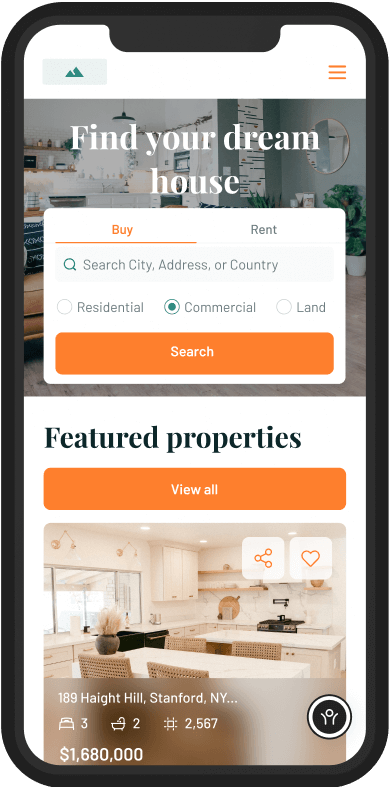 Find your dream
house
Buy
Rent
Search City, Address, or Country
Residential
Commercial
Land
Search
Featured properties
View all
189 Haight Hill, Stanford, NY...
3
2
2,567
$1,680,000